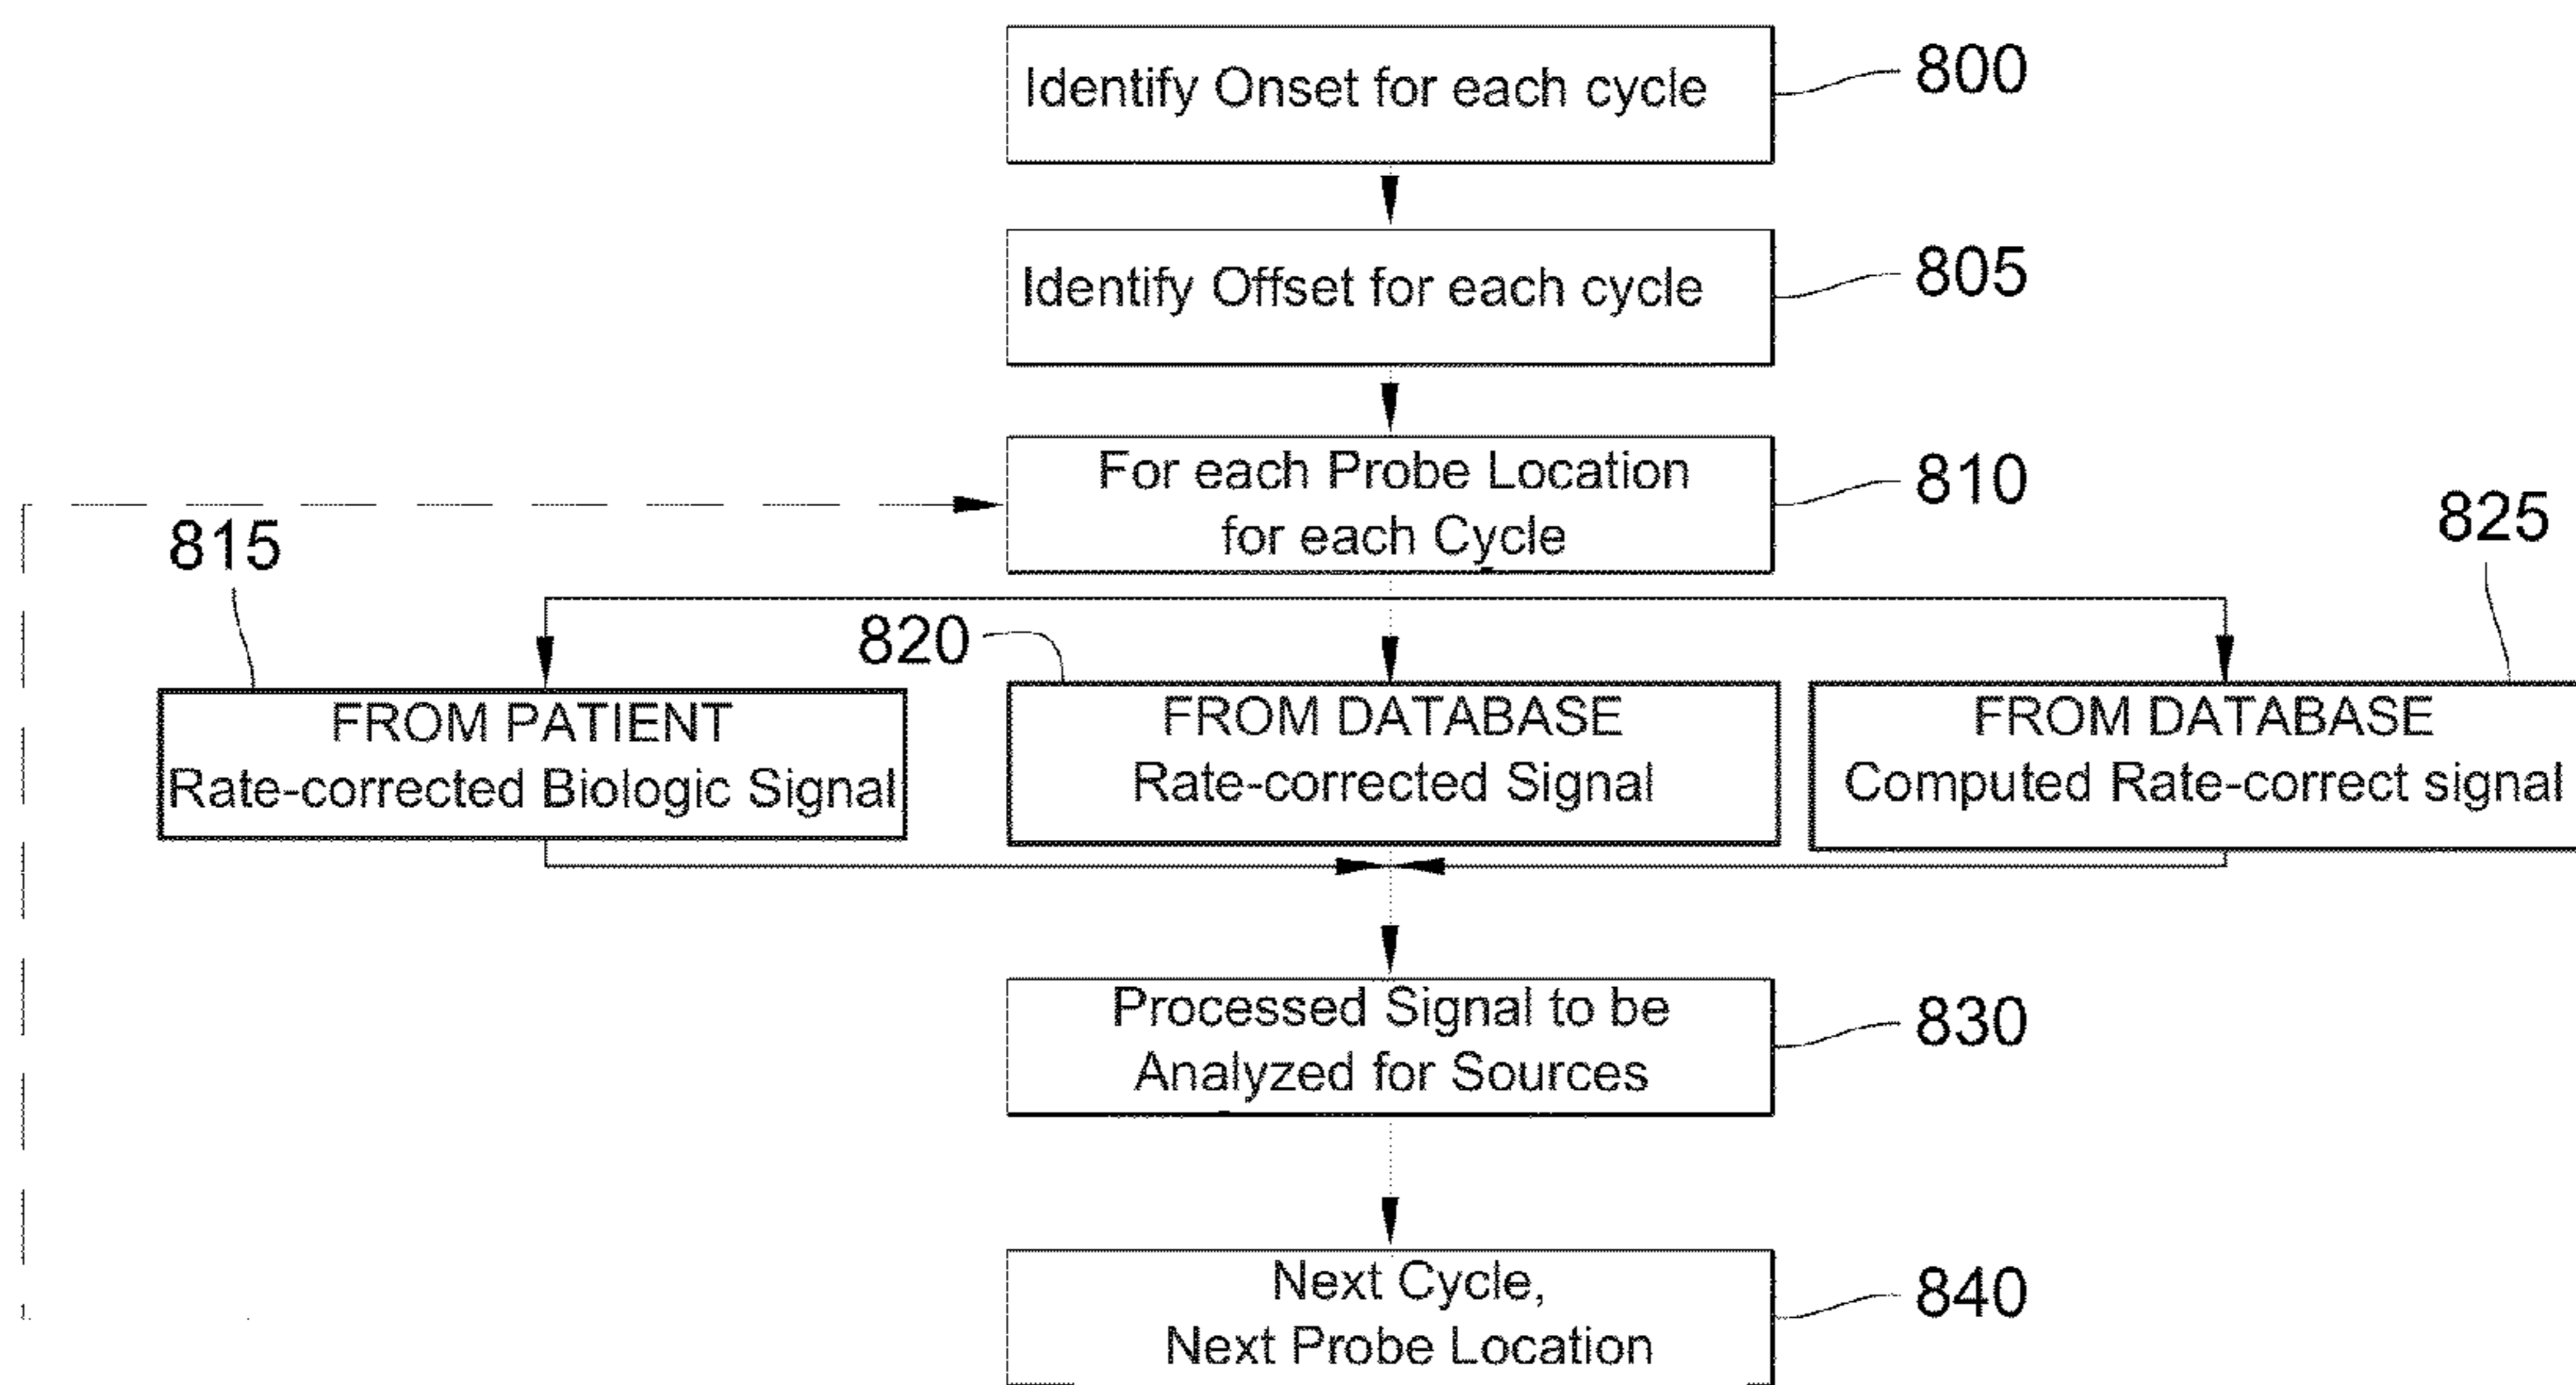 Identify Onset for each cycle
800
Identify Offset for each cycle
805
For each Probe Location
for each Cycle
810
815
820
825
FROM PATIENT
Rate-corrected Biologic Signal
FROM DATABASE
Rate-corrected Signal
FROM DATABASE
Computed Rate-correct signal
Processed Signal to be
Analyzed for Sources
830
Next Cycle,
Next Probe Location
840